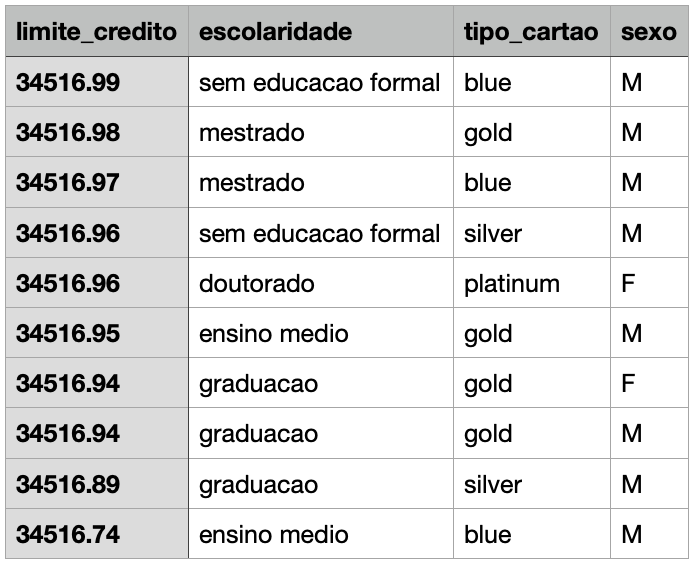 limite_credito escolaridade tipo_cartao sexo
34516.99 sem educacao formal blue M
34516.98 mestrado gold M
34516.97 mestrado blue M
34516.96 sem educacao formal silver M
34516.96 doutorado platinum F
34516.95 ensino medio gold M
34516.94 graduacao gold F
34516.94 graduacao gold M
34516.89 graduacao silver M
34516.74 ensino medio blue M